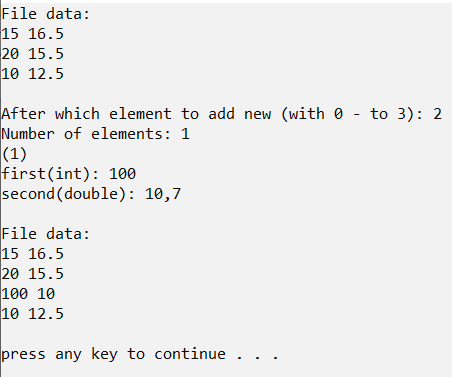 File data:
15 16.5
20 15.5
10 12.5
After which element to add new (with 0 - to 3): 2
Number of elements: 1
(1)
first(int): 100
second(double): 10,7
File data:
15 16.5
20 15.5
100 10
10 12.5
press any key to continue . . .